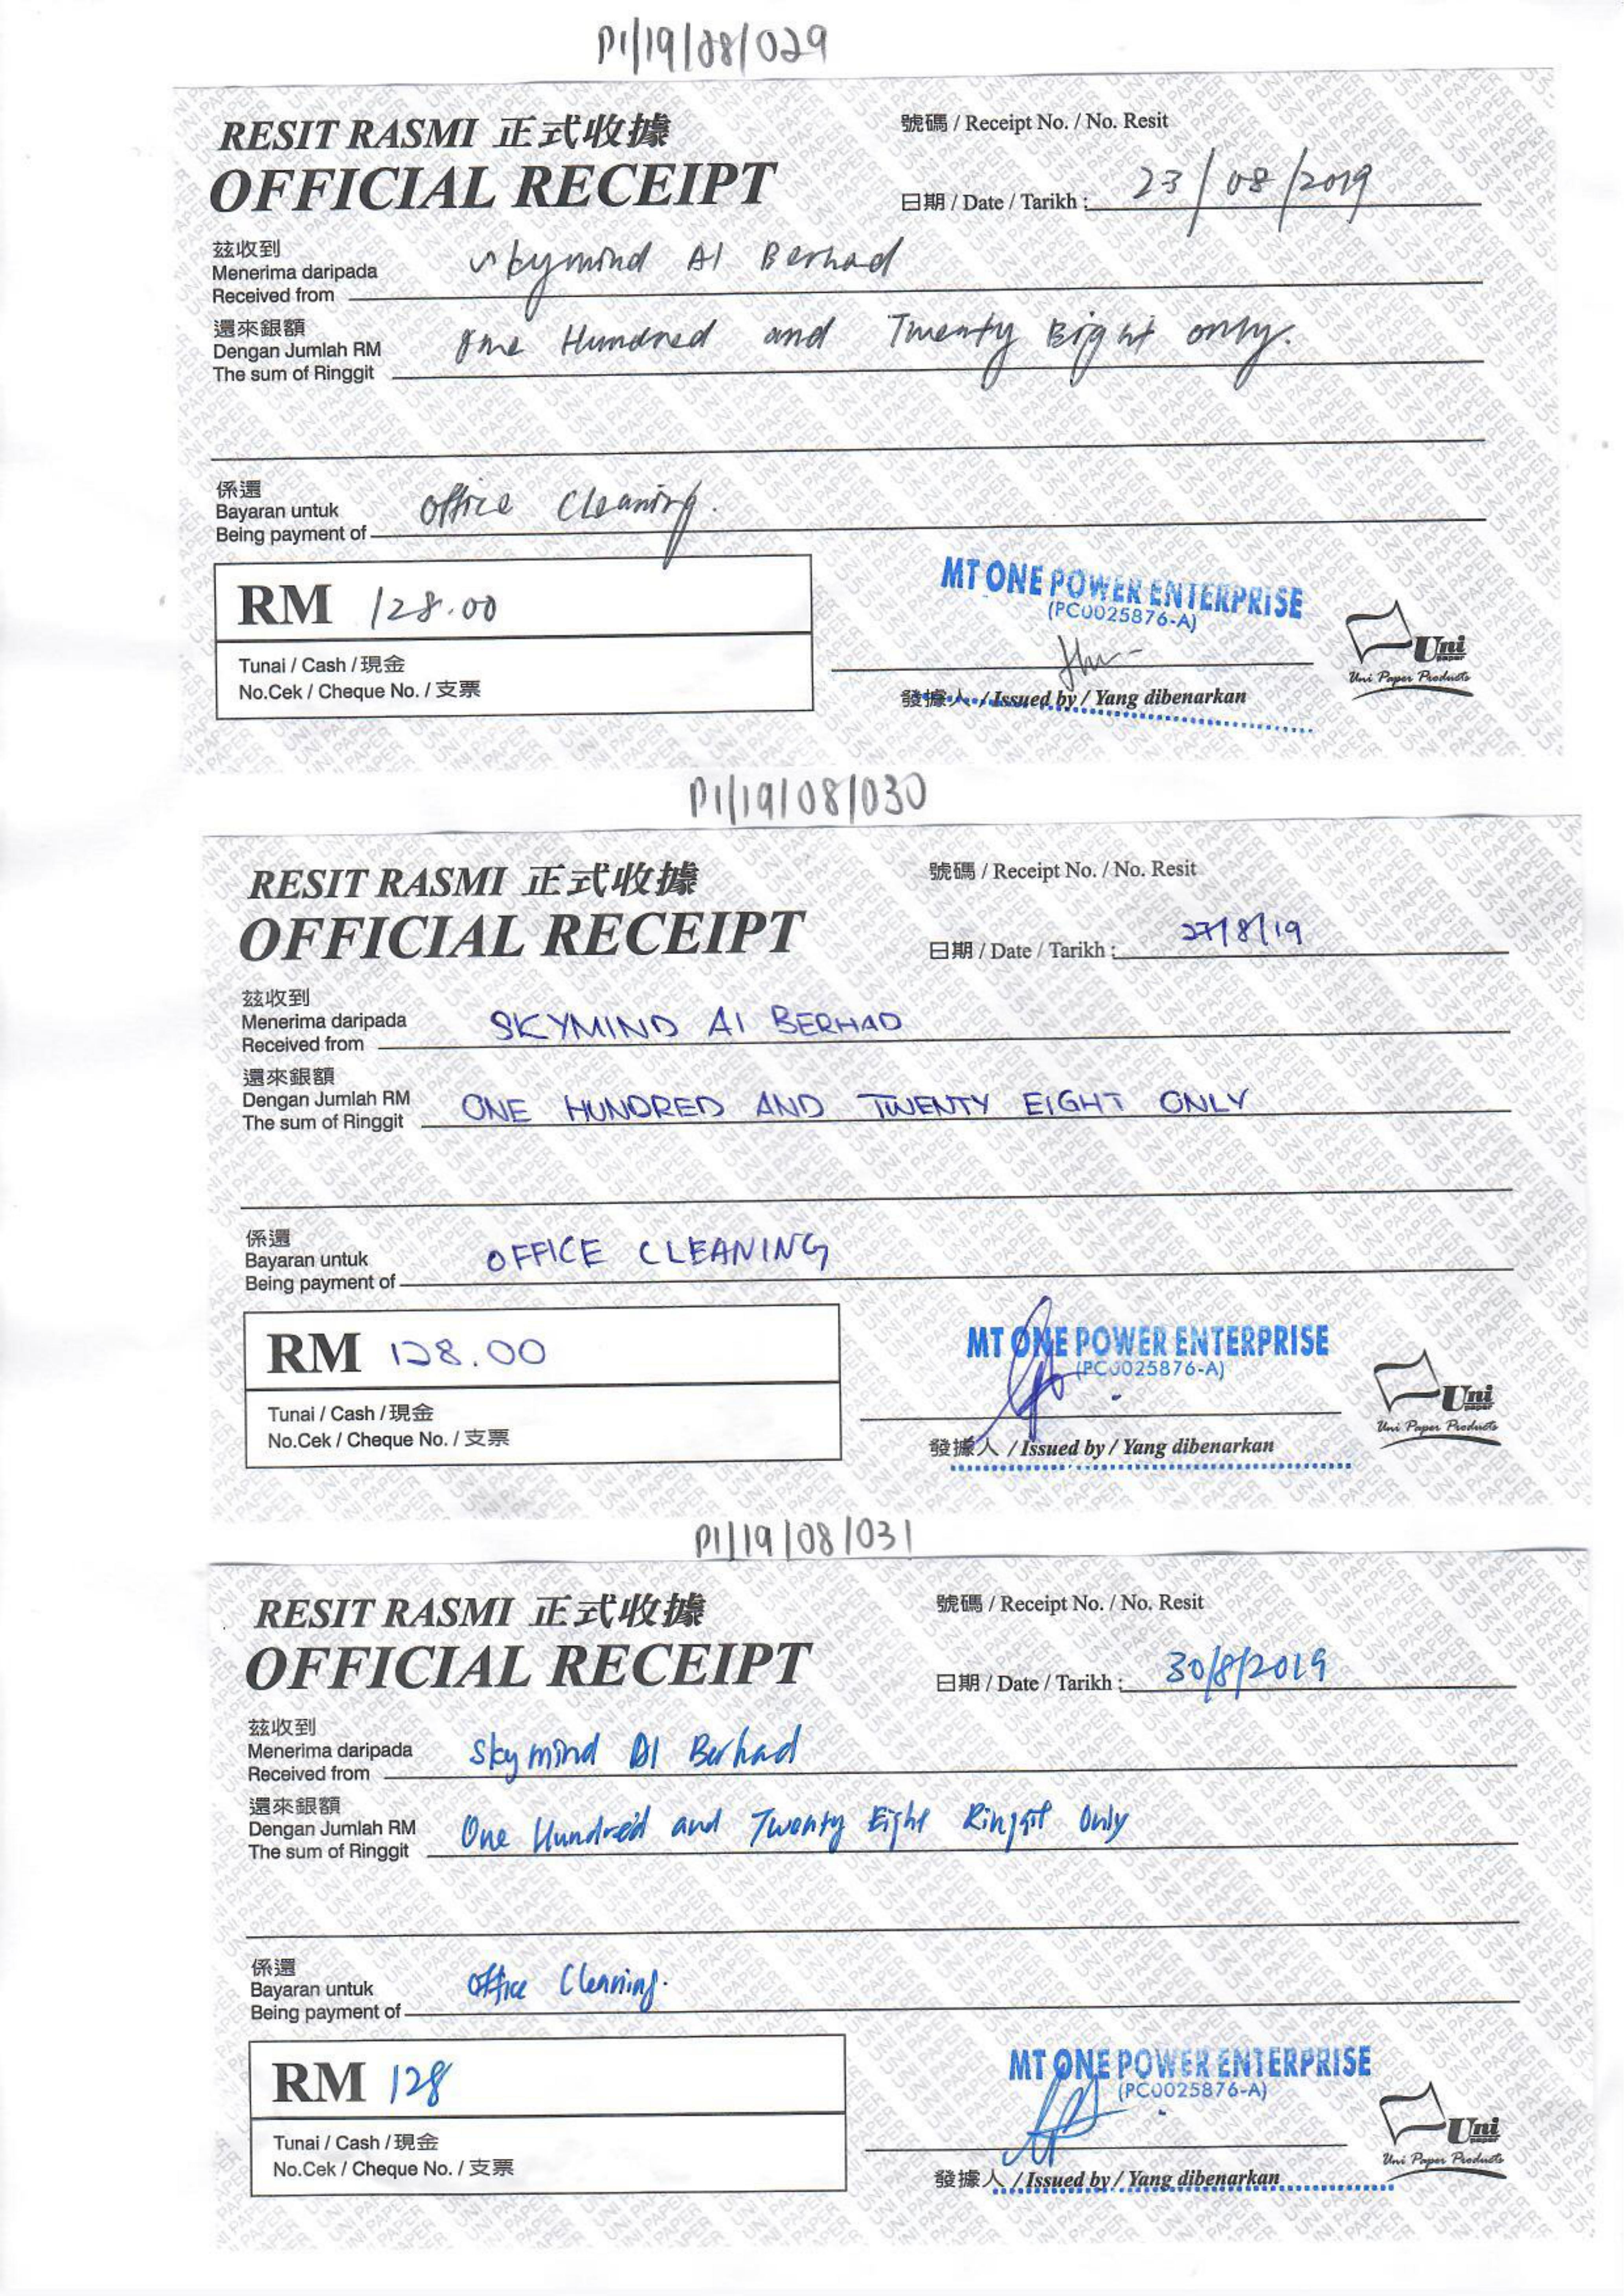 PI/19/08/029
RESIT RASMI 正式收據
OFFICIAL RECEIPT
號碼 / Receipt No. / No. Resit
日期 / Date / Tarikh : 23/08/2019
茲收到
Menerima daripada
Received from Skymind AI Berhad
還來銀額
Dengan Jumlah RM
The sum of Ringgit One Hundred and Twenty Eight only.
係還
Bayaran untuk
Being payment of Office Cleaning.
RM 128.00
Tunai / Cash / 現金
No.Cek / Cheque No. / 支票
MT ONE POWER ENTERPRISE
(PC0025876-A)
發據人 / Issued by / Yang dibenarkan
Uni
paper
Uni Paper Products
PI/19/08/030
RESIT RASMI 正式收據
OFFICIAL RECEIPT
號碼 / Receipt No. / No. Resit
日期 / Date / Tarikh : 27/8/19
茲收到
Menerima daripada
Received from SKYMIND AI BERHAD
還來銀額
Dengan Jumlah RM
The sum of Ringgit ONE HUNDRED AND TWENTY EIGHT ONLY
係還
Bayaran untuk
Being payment of OFFICE CLEANING
RM 128.00
Tunai / Cash / 現金
No.Cek / Cheque No. / 支票
MT ONE POWER ENTERPRISE
(PC0025876-A)
發據人 / Issued by / Yang dibenarkan
Uni
paper
Uni Paper Products
PI/19/08/031
RESIT RASMI 正式收據
OFFICIAL RECEIPT
號碼 / Receipt No. / No. Resit
日期 / Date / Tarikh : 30/8/2019
茲收到
Menerima daripada
Received from Skymind AI Berhad
還來銀額
Dengan Jumlah RM
The sum of Ringgit One Hundred and Twenty Eight Ringgit Only
係還
Bayaran untuk
Being payment of Office Cleaning.
RM 128
Tunai / Cash / 現金
No.Cek / Cheque No. / 支票
MT ONE POWER ENTERPRISE
(PC0025876-A)
發據人 / Issued by / Yang dibenarkan
Uni
paper
Uni Paper Products